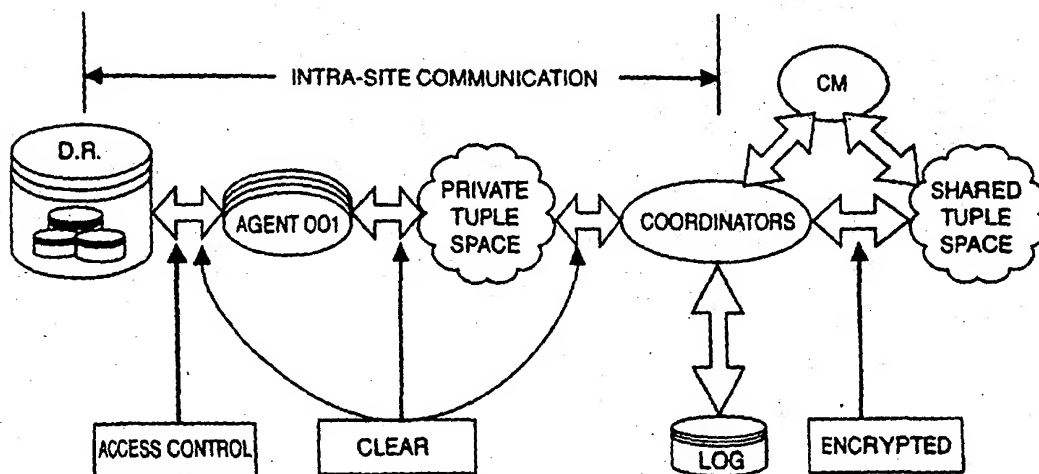 INTRA-SITE COMMUNICATION
CM
D.R.
AGENT 001
PRIVATE
TUPLE
SPACE
COORDINATORS
SHARED
TUPLE
SPACE
ACCESS CONTROL
CLEAR
LOG
ENCRYPTED